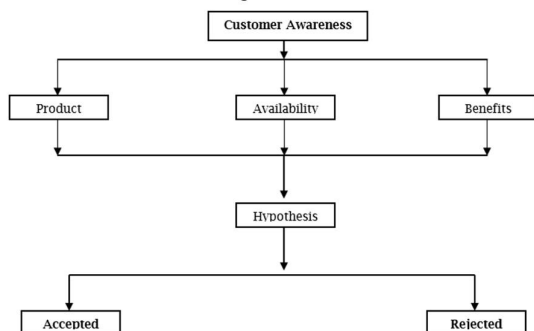 Customer Awareness
Product
Availability
Benefits
Hypothesis
Accepted
Rejected